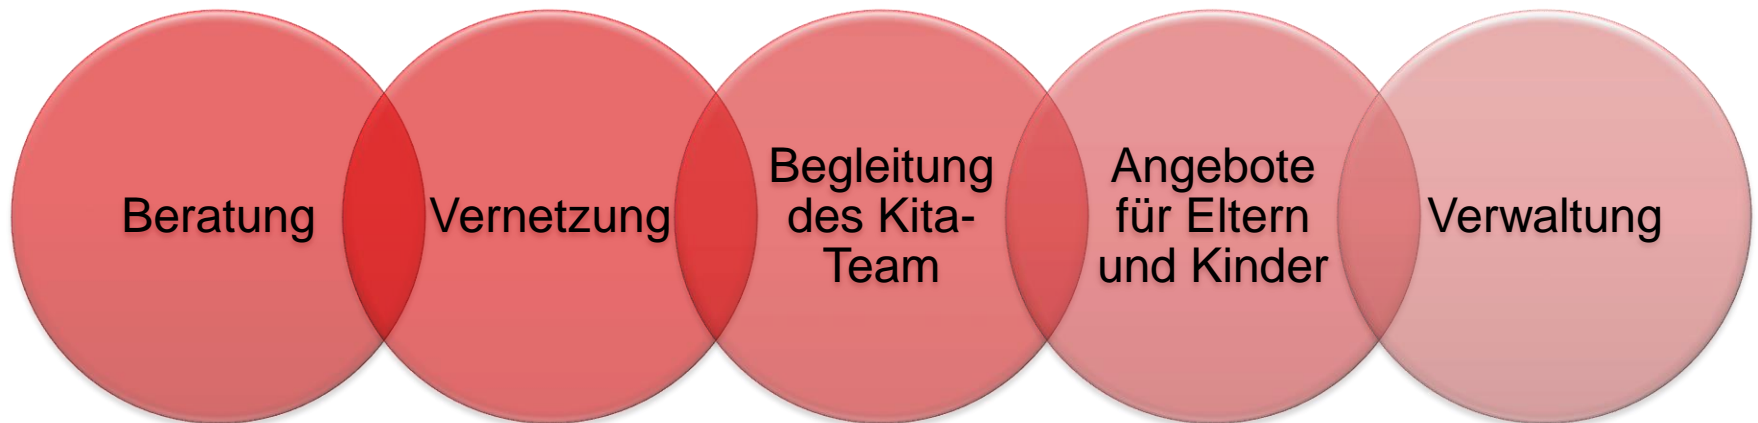 Beratung
Vernetzung
Begleitung
des Kita-
Team
Angebote
für Eltern
und Kinder
Verwaltung